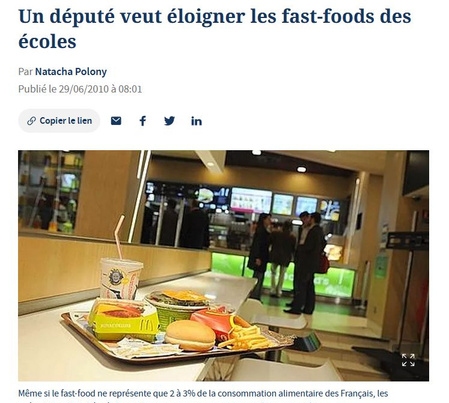 Un député veut éloigner les fast-foods des
écoles
Par Natacha Polony
Publié le 29/06/2010 à 08:01
Copier le lien
Même si le fast-food ne représente que 2 à 3% de la consommation alimentaire des Français, les